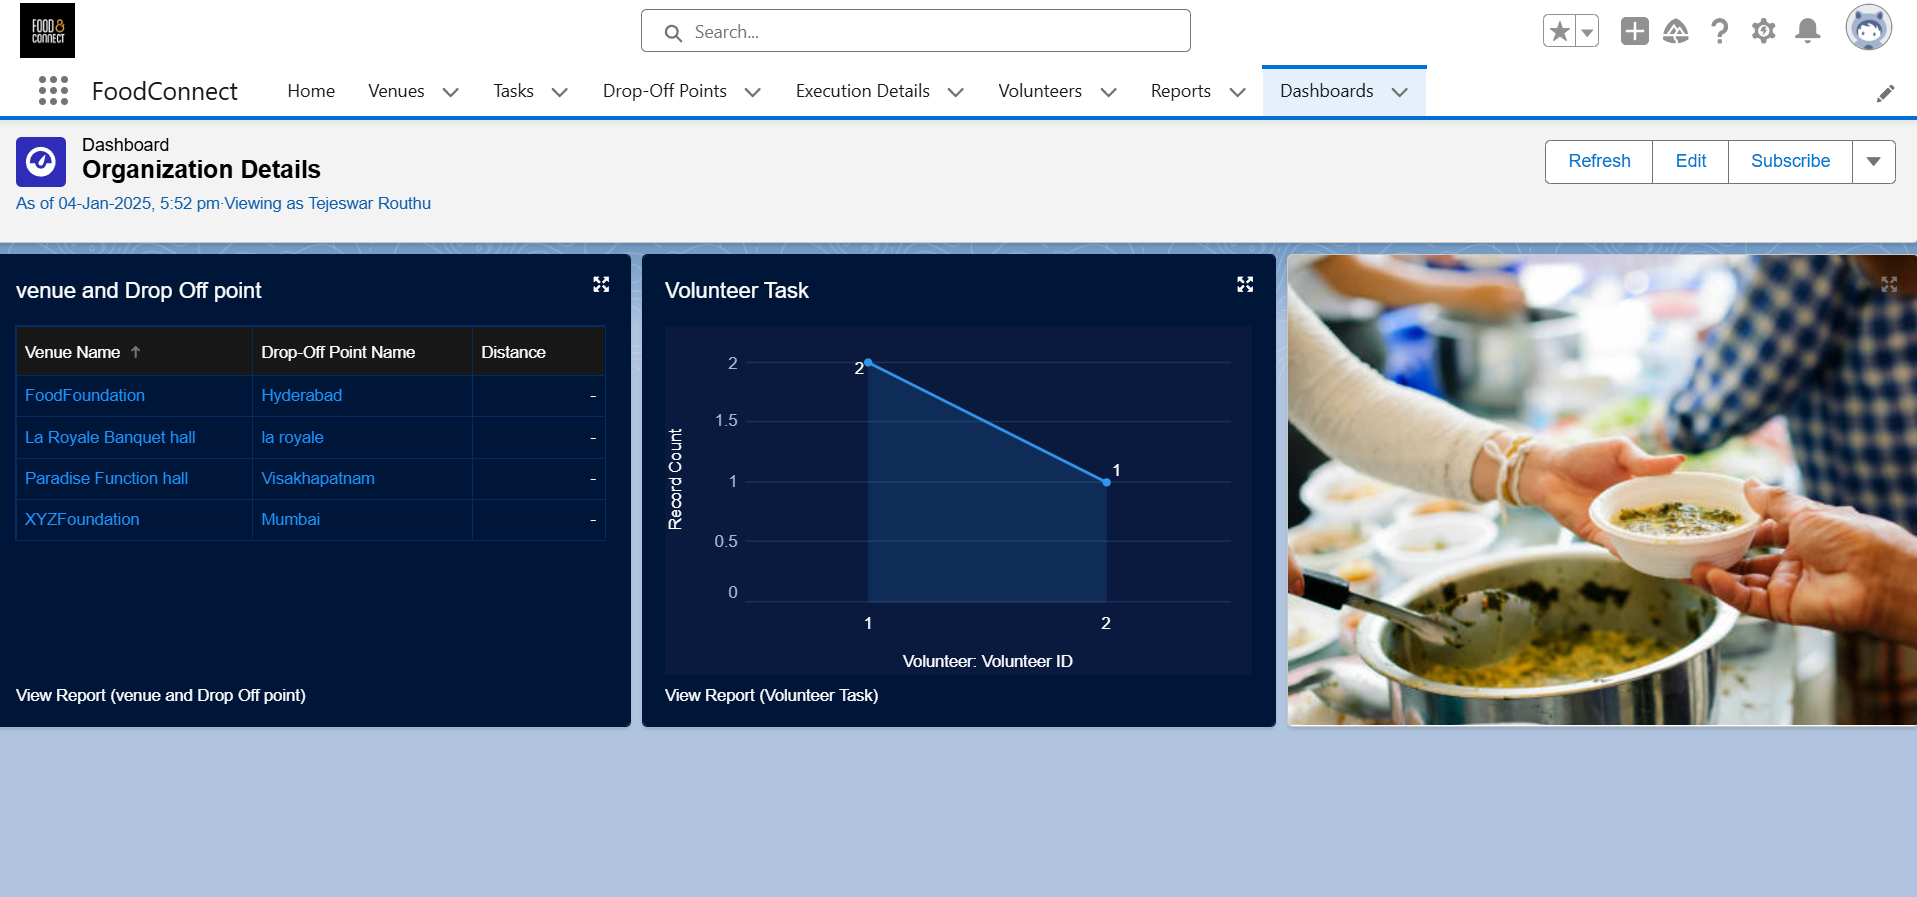 FOOD&
CONNECT
Search...
FoodConnect
Home
Venues
Tasks
Drop-Off Points
Execution Details
Volunteers
Reports
Dashboards
Dashboard
Organization Details
As of 04-Jan-2025, 5:52 pm·Viewing as Tejeswar Routhu
Refresh
Edit
Subscribe
venue and Drop Off point
Venue Name ↑ Drop-Off Point Name Distance
FoodFoundation Hyderabad -
La Royale Banquet hall la royale -
Paradise Function hall Visakhapatnam -
XYZFoundation Mumbai -
View Report (venue and Drop Off point)
Volunteer Task
Record Count
2
1.5
1
0.5
0
2
1
1 2
Volunteer: Volunteer ID
View Report (Volunteer Task)